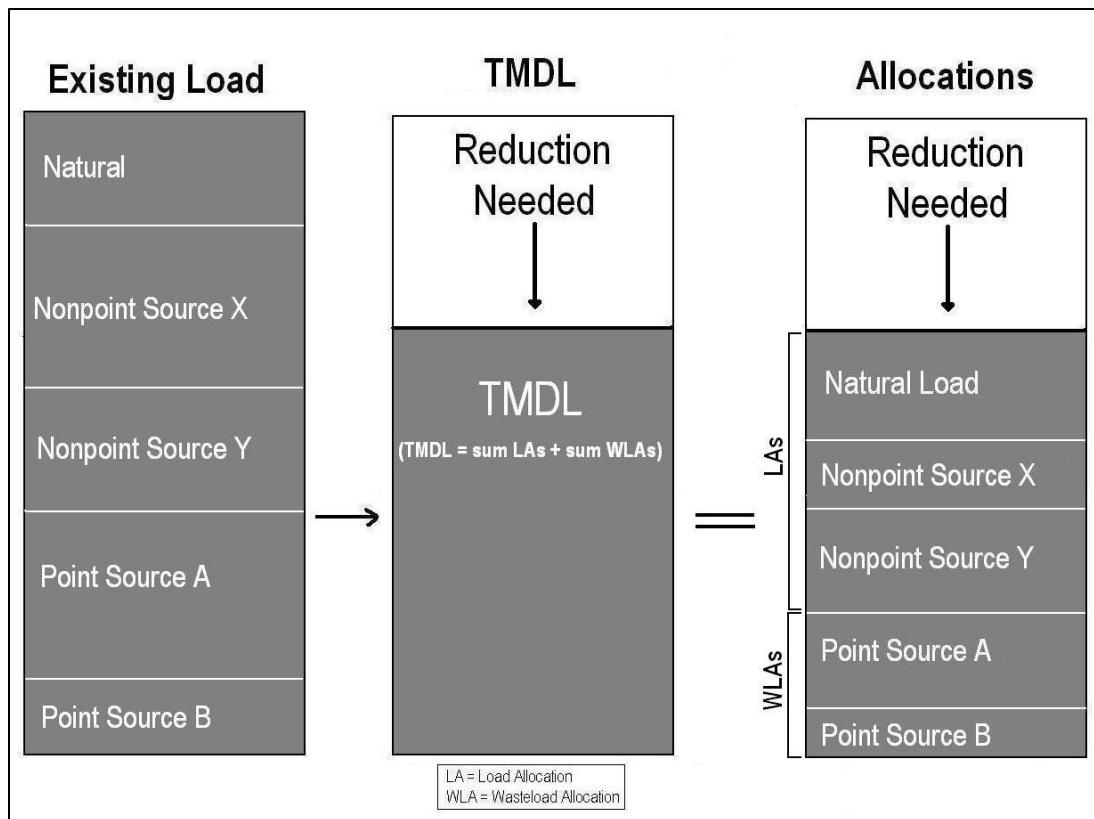 Existing Load
Natural
Nonpoint Source X
Nonpoint Source Y
Point Source A
Point Source B
TMDL
Reduction
Needed
TMDL
(TMDL = sum LAs + sum WLAs)
Allocations
Reduction
Needed
LAs
Natural Load
Nonpoint Source X
Nonpoint Source Y
WLAs
Point Source A
Point Source B
LA = Load Allocation
WLA = Wasteload Allocation